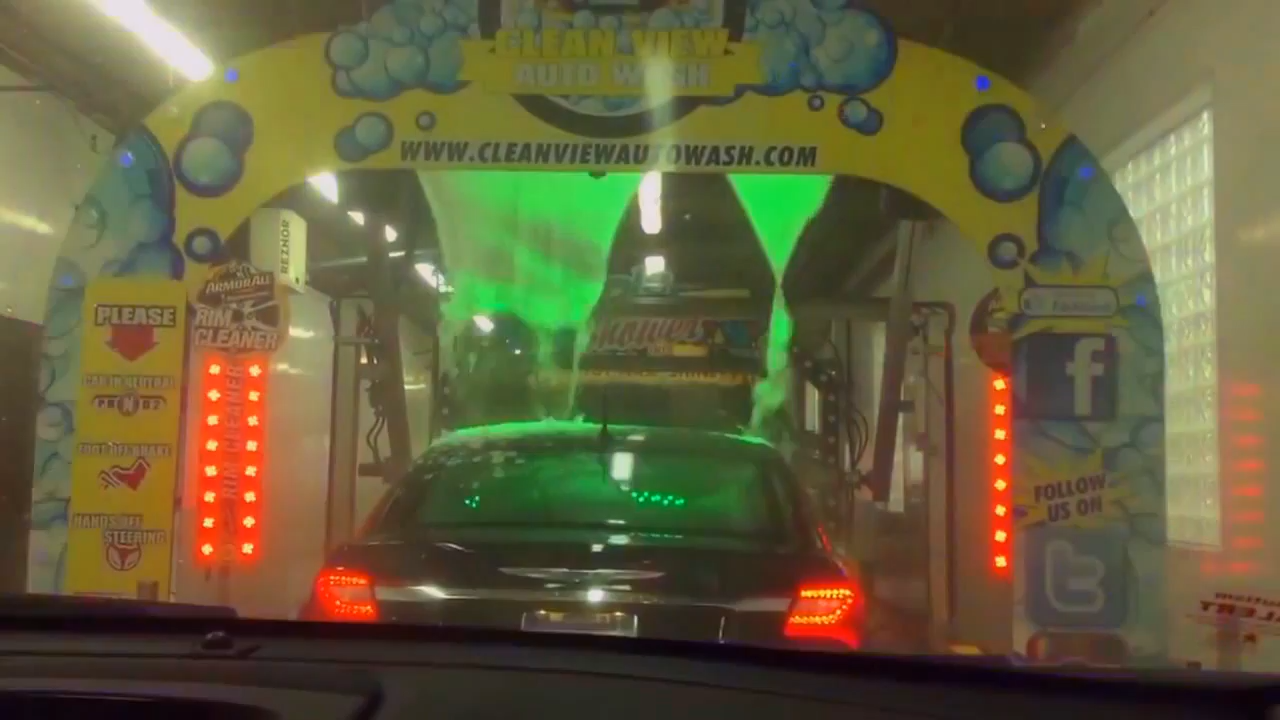 CLEAN VIEW
AUTO WASH
WWW.CLEANVIEWAUTOWASH.COM
REZNOR
ARMORALL
RIM
CLEANER
PLEASE
CAR IN NEUTRAL
FOOT OFF BRAKE
HANDS OFF
STEERING
RIM CLEANER
f
FOLLOW
US ON
t